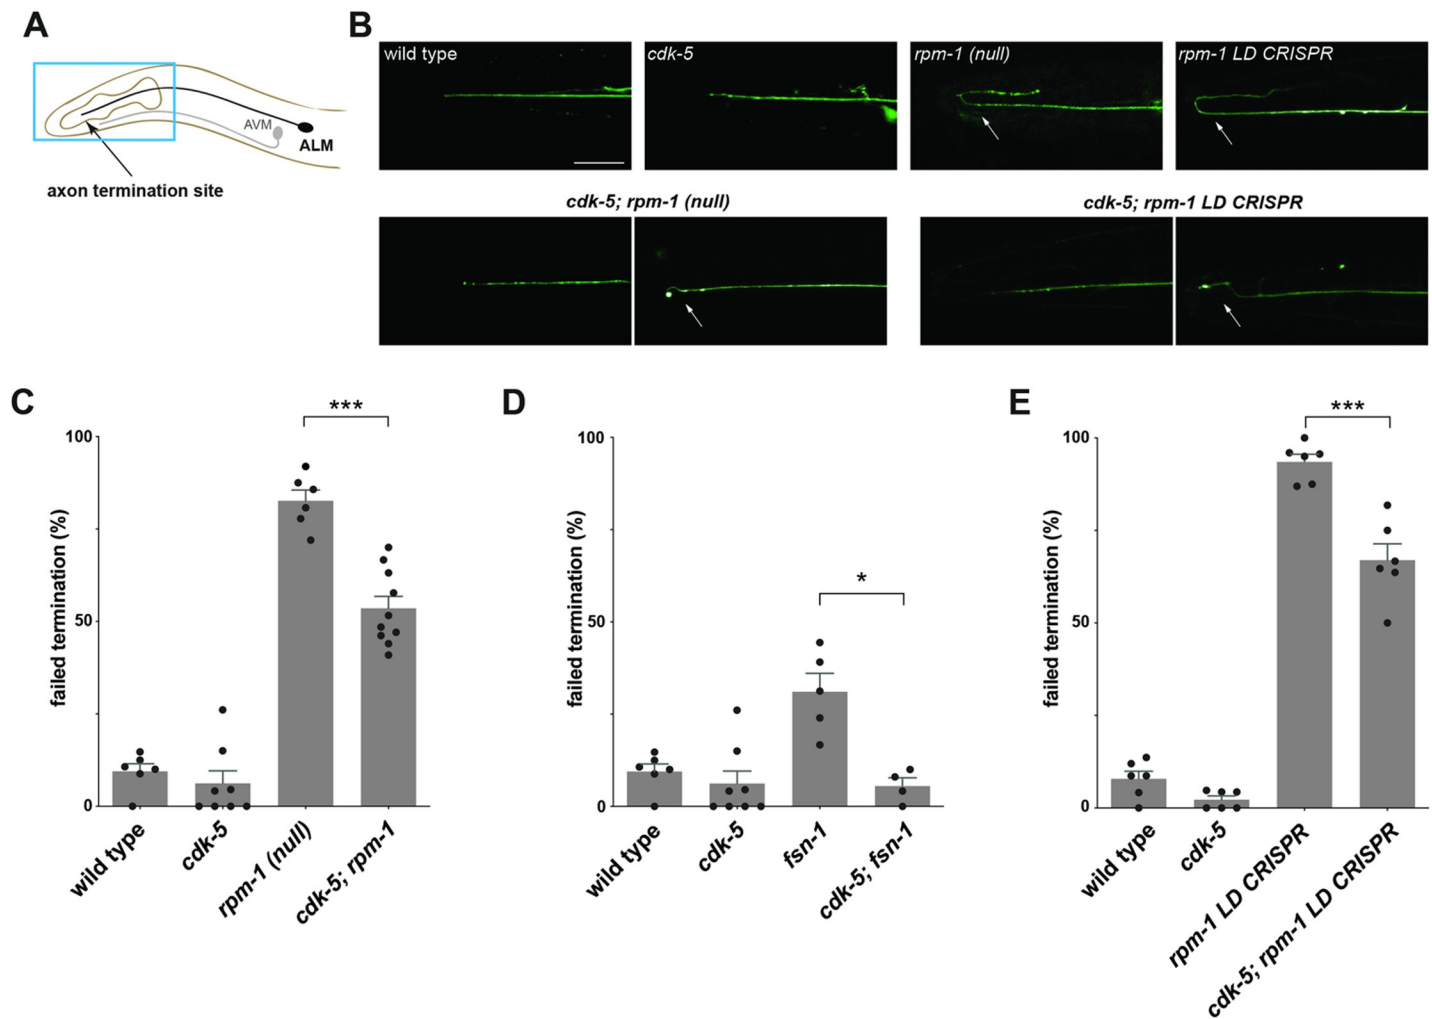 A
AVM
ALM
axon termination site
B
wild type
cdk-5
rpm-1 (null)
rpm-1 LD CRISPR
cdk-5; rpm-1 (null)
cdk-5; rpm-1 LD CRISPR
C
***
100
50
0
failed termination (%)
wild type
cdk-5
rpm-1 (null)
cdk-5; rpm-1
D
*
100
50
0
failed termination (%)
wild type
cdk-5
fsn-1
cdk-5; fsn-1
E
***
100
50
0
failed termination (%)
wild type
cdk-5
rpm-1 LD CRISPR
cdk-5; rpm-1 LD CRISPR